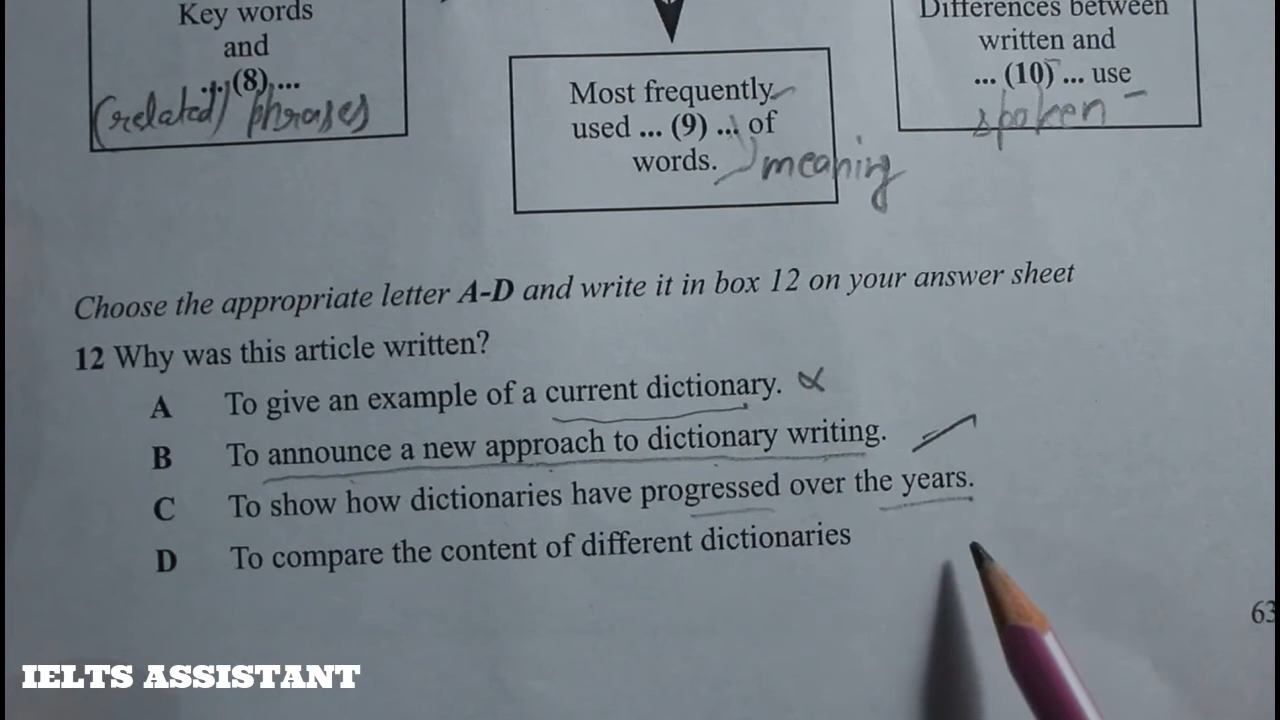 Key words
and
... (8) ...
(related) phrases
Most frequently
used ... (9) ... of
words.
meaning
Differences between
written and
... (10) ... use
spoken
Choose the appropriate letter A-D and write it in box 12 on your answer sheet
12 Why was this article written?
A To give an example of a current dictionary.
B To announce a new approach to dictionary writing.
C To show how dictionaries have progressed over the years.
D To compare the content of different dictionaries
63
IELTS ASSISTANT